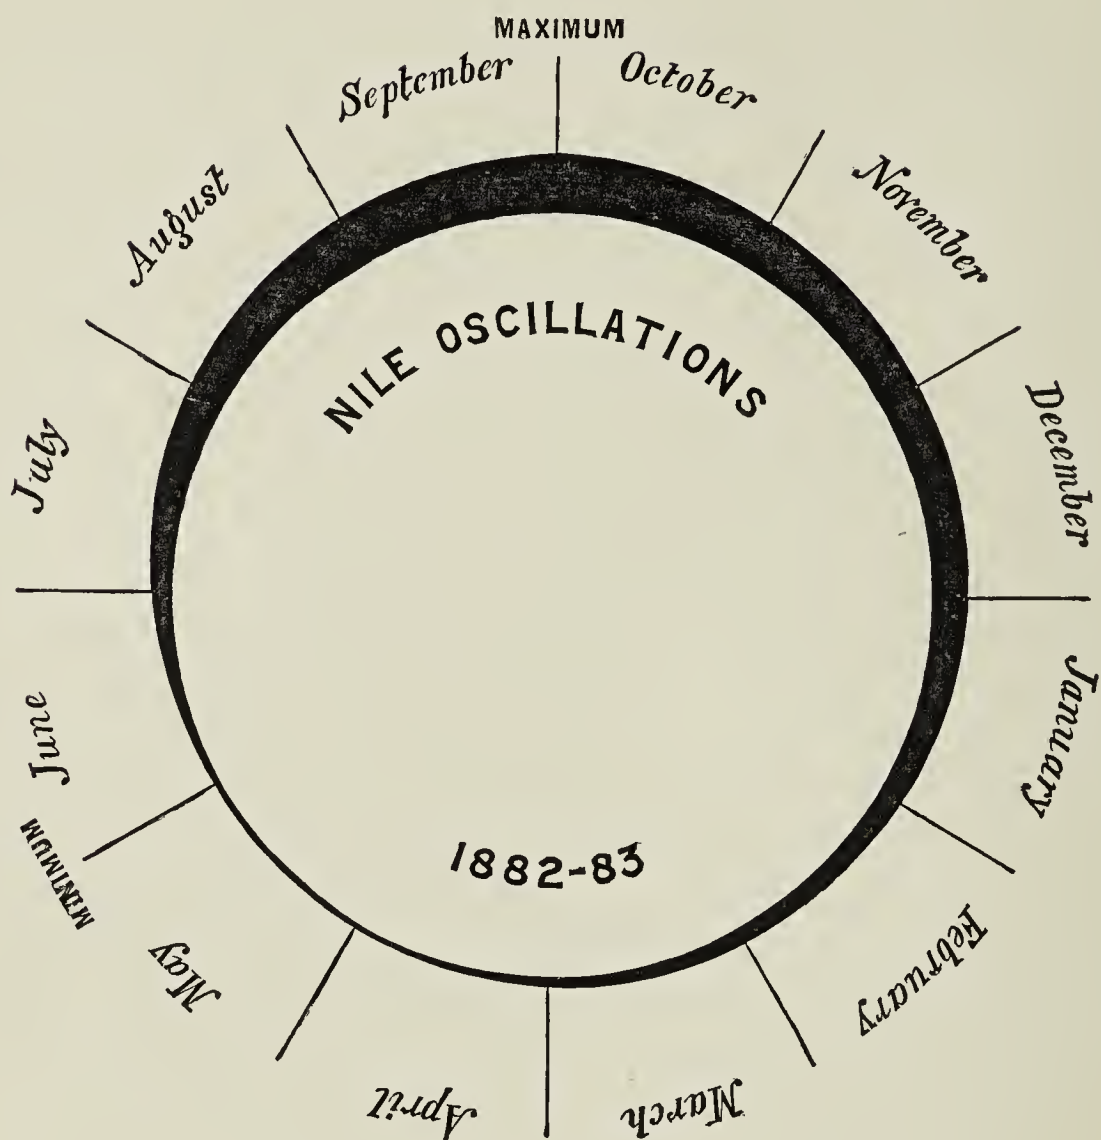 MAXIMUM
September
October
November
December
January
February
March
April
May
MINIMUM
June
July
August
NILE OSCILLATIONS
1882-83